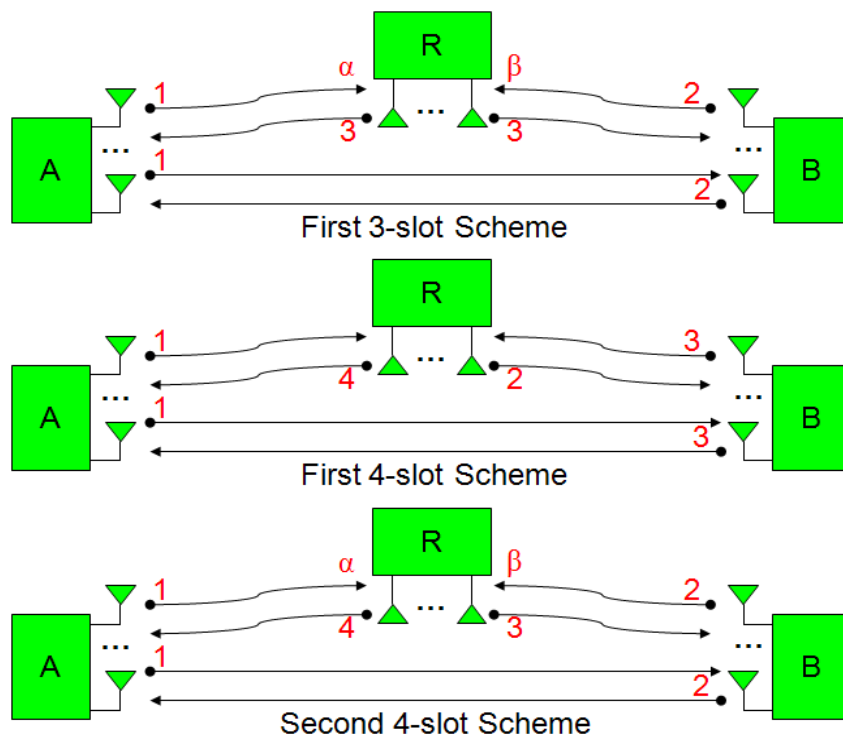 R
1 α β 2
3 ... 3
A ... ... B
1 2
First 3-slot Scheme
R
1 3
4 ... 2
A ... ... B
1 3
First 4-slot Scheme
R
1 α β 2
4 ... 3
A ... ... B
1 2
Second 4-slot Scheme